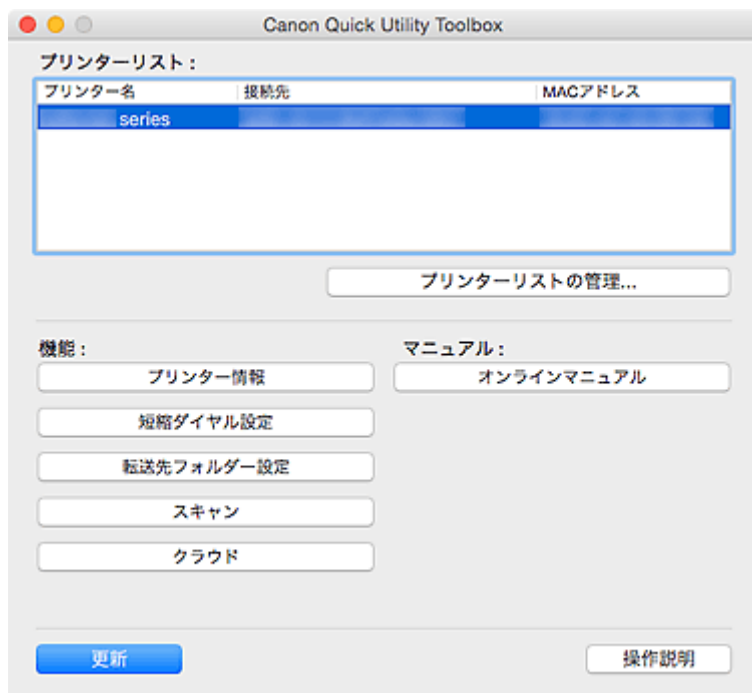 Canon Quick Utility Toolbox
プリンターリスト：
プリンター名 接続先 MACアドレス
series
プリンターリストの管理...
機能： マニュアル：
プリンター情報 オンラインマニュアル
短縮ダイヤル設定
転送先フォルダー設定
スキャン
クラウド
更新 操作説明